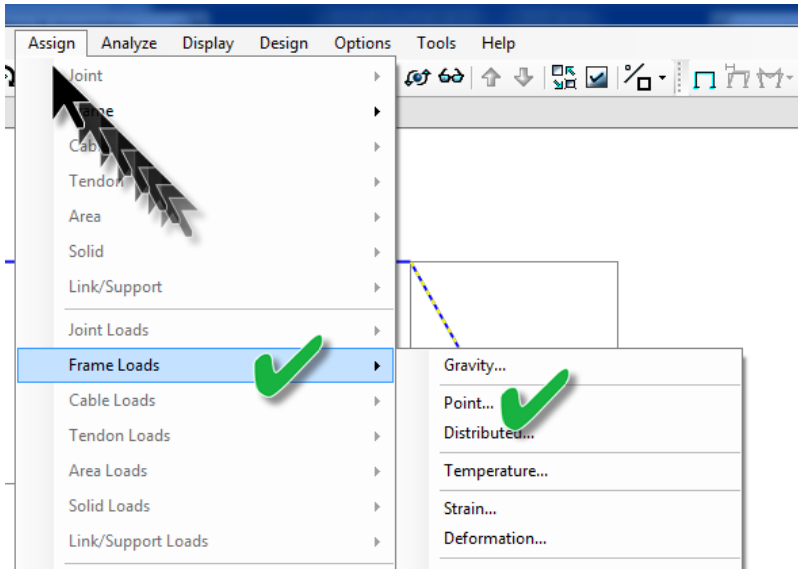 Assign Analyze Display Design Options Tools Help
Joint
Frame
Cable
Tendon
Area
Solid
Link/Support
Joint Loads
Frame Loads
Gravity...
Cable Loads
Point...
Tendon Loads
Distributed...
Area Loads
Temperature...
Solid Loads
Strain...
Link/Support Loads
Deformation...